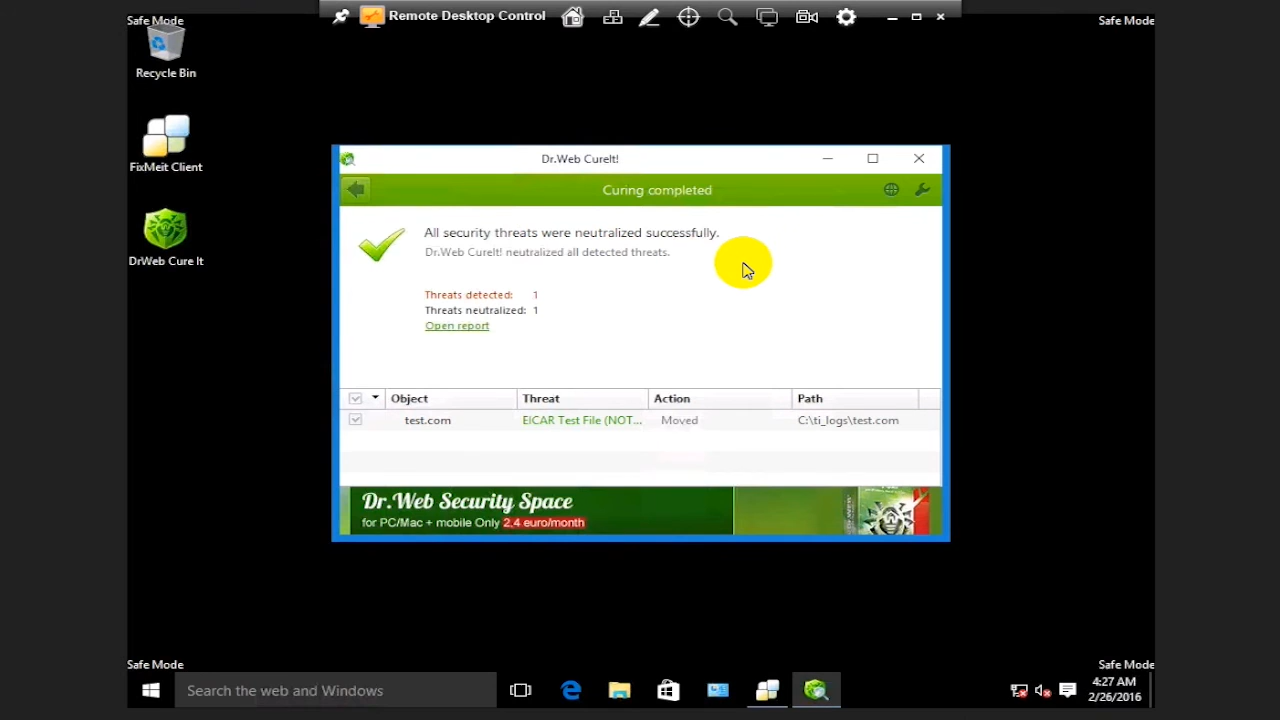 Safe Mode
Remote Desktop Control
Safe Mode
Recycle Bin
FixMeit Client
DrWeb Cure It
Dr.Web CureIt!
Curing completed
All security threats were neutralized successfully.
Dr.Web CureIt! neutralized all detected threats.
Threats detected: 1
Threats neutralized: 1
Open report
Object Threat Action Path
test.com EICAR Test File (NOT... Moved C:\ti_logs\test.com
Dr.Web Security Space
for PC/Mac + mobile Only 2,4 euro/month
Safe Mode
Safe Mode
Search the web and Windows
4:27 AM
2/26/2016